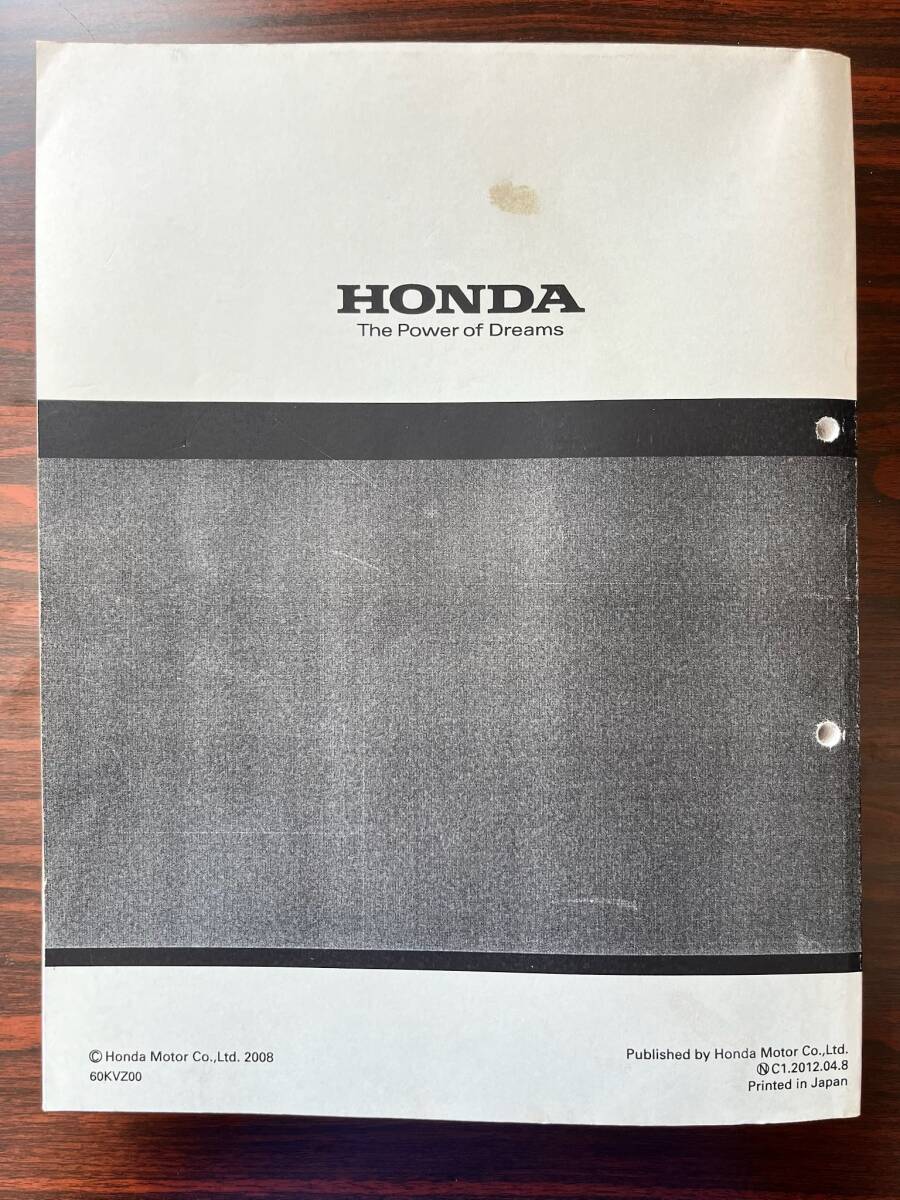 HONDA
The Power of Dreams
© Honda Motor Co.,Ltd. 2008
60KVZ00
Published by Honda Motor Co.,Ltd.
Ⓝ C1.2012.04.8
Printed in Japan